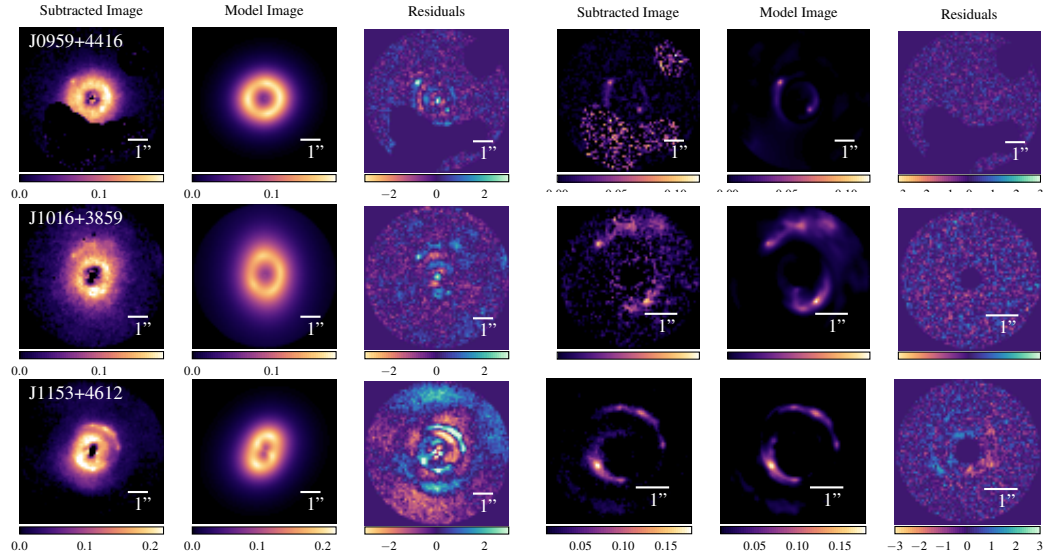 Subtracted Image Model Image Residuals Subtracted Image Model Image Residuals
J0959+4416
1” 1” 1” 1” 1” 1”
0.0 0.1 0.0 0.1 −2 0 2
J1016+3859
1” 1” 1” 1” 1” 1”
0.0 0.1 0.0 0.1 −2 0 2
J1153+4612
1” 1” 1” 1” 1” 1”
0.0 0.1 0.2 0.0 0.1 0.2 −2 0 2 0.05 0.10 0.15 0.05 0.10 0.15 −3 −2 −1 0 1 2 3